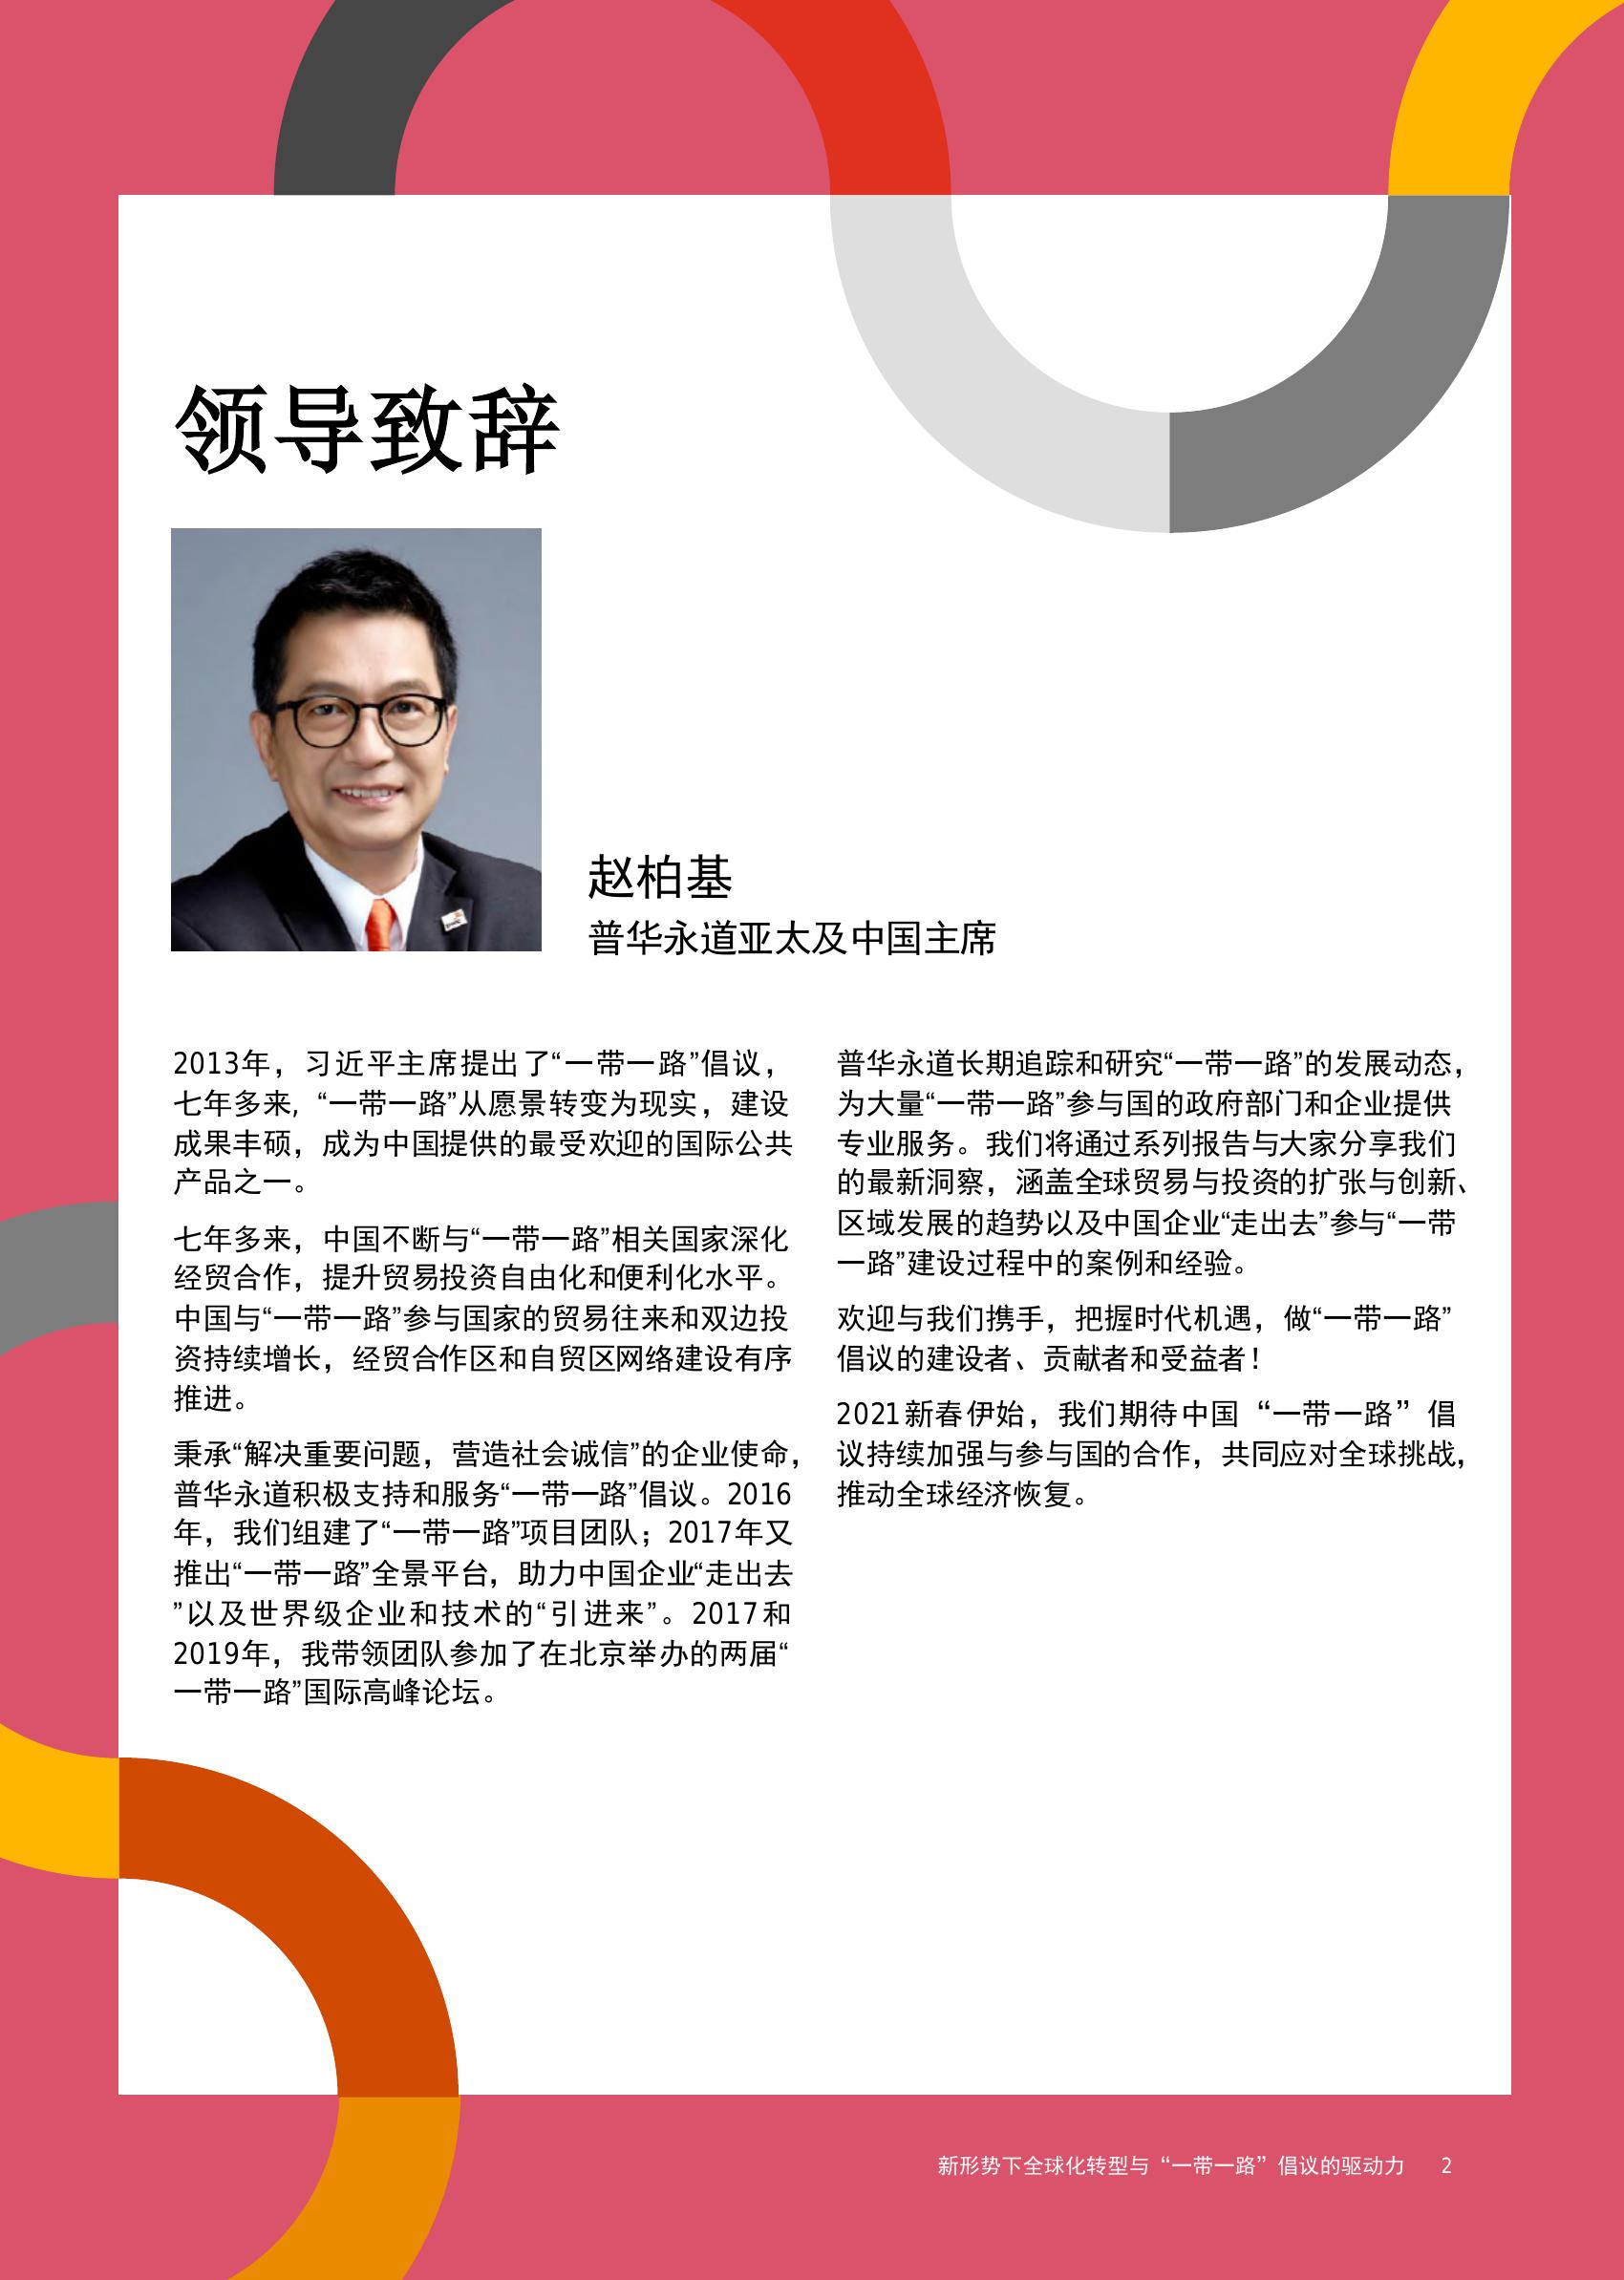 领导致辞
赵柏基
普华永道亚太及中国主席
2013年，习近平主席提出了“一带一路”倡议，
七年多来，“一带一路”从愿景转变为现实，建设
成果丰硕，成为中国提供的最受欢迎的国际公共
产品之一。
七年多来，中国不断与“一带一路”相关国家深化
经贸合作，提升贸易投资自由化和便利化水平。
中国与“一带一路”参与国家的贸易往来和双边投
资持续增长，经贸合作区和自贸区网络建设有序
推进。
秉承“解决重要问题，营造社会诚信”的企业使命，
普华永道积极支持和服务“一带一路”倡议。2016
年，我们组建了“一带一路”项目团队；2017年又
推出“一带一路”全景平台，助力中国企业“走出去
”以及世界级企业和技术的“引进来”。2017和
2019年，我带领团队参加了在北京举办的两届“
一带一路”国际高峰论坛。
普华永道长期追踪和研究“一带一路”的发展动态，
为大量“一带一路”参与国的政府部门和企业提供
专业服务。我们将通过系列报告与大家分享我们
的最新洞察，涵盖全球贸易与投资的扩张与创新、
区域发展的趋势以及中国企业“走出去”参与“一带
一路”建设过程中的案例和经验。
欢迎与我们携手，把握时代机遇，做“一带一路”
倡议的建设者、贡献者和受益者！
2021新春伊始，我们期待中国“一带一路”倡
议持续加强与参与国的合作，共同应对全球挑战，
推动全球经济恢复。
新形势下全球化转型与“一带一路”倡议的驱动力 2